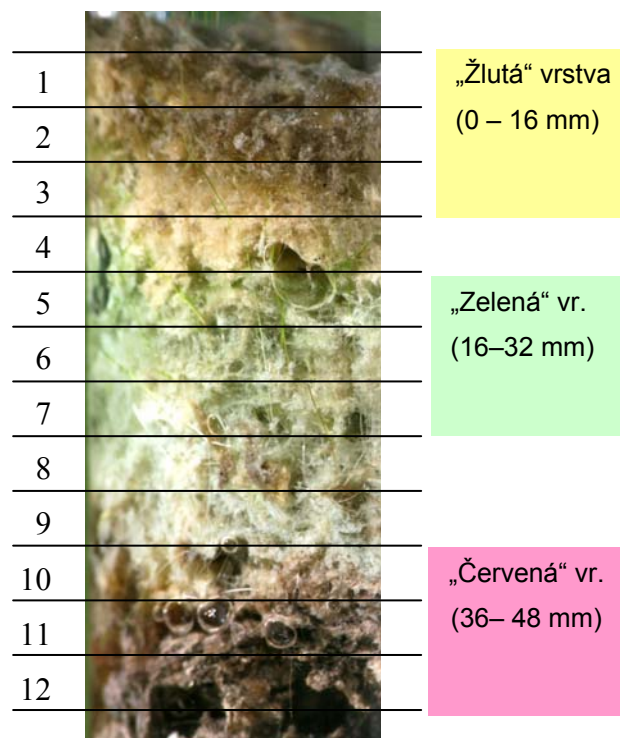 1
2
3
4
5
6
7
8
9
10
11
12
„Žlutá“ vrstva
(0 – 16 mm)
„Zelená“ vr.
(16–32 mm)
„Červená“ vr.
(36– 48 mm)